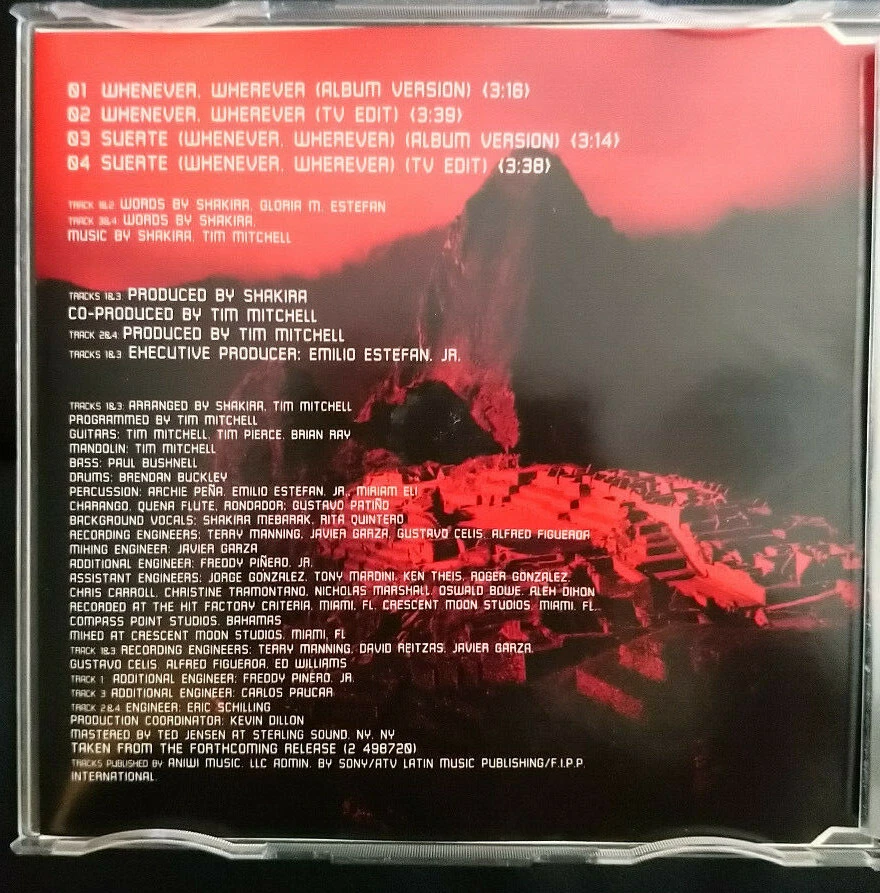 01 WHENEVER, WHEREVER (ALBUM VERSION) (3:16)
02 WHENEVER, WHEREVER (TV EDIT) (3:39)
03 SUERTE (WHENEVER, WHEREVER) (ALBUM VERSION) (3:14)
04 SUERTE (WHENEVER, WHEREVER) (TV EDIT) (3:38)
TRACK 1&2: WORDS BY SHAKIRA, GLORIA M. ESTEFAN
TRACK 3&4: WORDS BY SHAKIRA.
MUSIC BY SHAKIRA, TIM MITCHELL
TRACKS 1&3: PRODUCED BY SHAKIRA
CO-PRODUCED BY TIM MITCHELL
TRACK 2&4: PRODUCED BY TIM MITCHELL
TRACKS 1&3: EXECUTIVE PRODUCER: EMILIO ESTEFAN, JR.
TRACKS 1&3: ARRANGED BY SHAKIRA, TIM MITCHELL
PROGRAMMED BY TIM MITCHELL
GUITARS: TIM MITCHELL, TIM PIERCE, BRIAN RAY
MANDOLIN: TIM MITCHELL
BASS: PAUL BUSHNELL
DRUMS: BRENDAN BUCKLEY
PERCUSSION: ARCHIE PEÑA, EMILIO ESTEFAN, JR., MIRIAM ELI
CHARANGO, QUENA FLUTE, RONDADOR: GUSTAVO PATIÑO
BACKGROUND VOCALS: SHAKIRA MEBARAK, RITA QUINTERO
RECORDING ENGINEERS: TERRY MANNING, JAVIER GARZA, GUSTAVO CELIS, ALFRED FIGUEROA
MIXING ENGINEER: JAVIER GARZA
ADDITIONAL ENGINEER: FREDDY PIÑERO, JR.
ASSISTANT ENGINEERS: JORGE GONZALEZ, TONY MARDINI, KEN THEIS, ROGER GONZALEZ,
CHRIS CARROLL, CHRISTINE TRAMONTANO, NICHOLAS MARSHALL, OSWALD BOWE, ALEX DIXON
RECORDED AT THE HIT FACTORY CRITERIA, MIAMI, FL, CRESCENT MOON STUDIOS, MIAMI, FL.,
COMPASS POINT STUDIOS, BAHAMAS
MIXED AT CRESCENT MOON STUDIOS, MIAMI, FL
TRACK 1&3 RECORDING ENGINEERS: TERRY MANNING, DAVID REITZAS, JAVIER GARZA,
GUSTAVO CELIS, ALFRED FIGUEROA, ED WILLIAMS
TRACK 1 ADDITIONAL ENGINEER: FREDDY PIÑERO, JR.
TRACK 3 ADDITIONAL ENGINEER: CARLOS PAUCAR
TRACK 2&4 ENGINEER: ERIC SCHILLING
PRODUCTION COORDINATOR: KEVIN DILLON
MASTERED BY TED JENSEN AT STERLING SOUND, NY, NY
TAKEN FROM THE FORTHCOMING RELEASE (2 498720)
TRACKS PUBLISHED BY: ANIWI MUSIC, LLC ADMIN. BY SONY/ATV LATIN MUSIC PUBLISHING/F.I.P.P.
INTERNATIONAL.